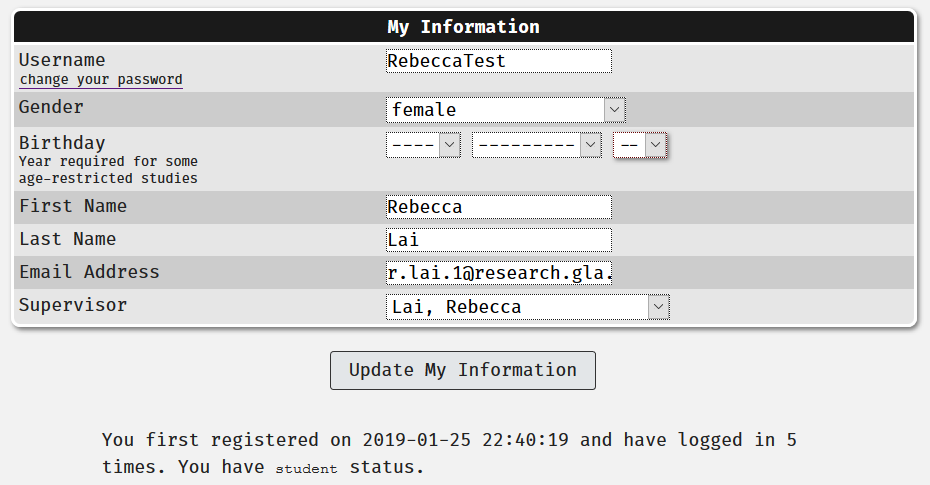 My Information
Username RebeccaTest
change your password
Gender female
Birthday ---- --------- --
Year required for some
age-restricted studies
First Name Rebecca
Last Name Lai
Email Address r.lai.1@research.gla.
Supervisor Lai, Rebecca
Update My Information
You first registered on 2019-01-25 22:40:19 and have logged in 5
times. You have student status.